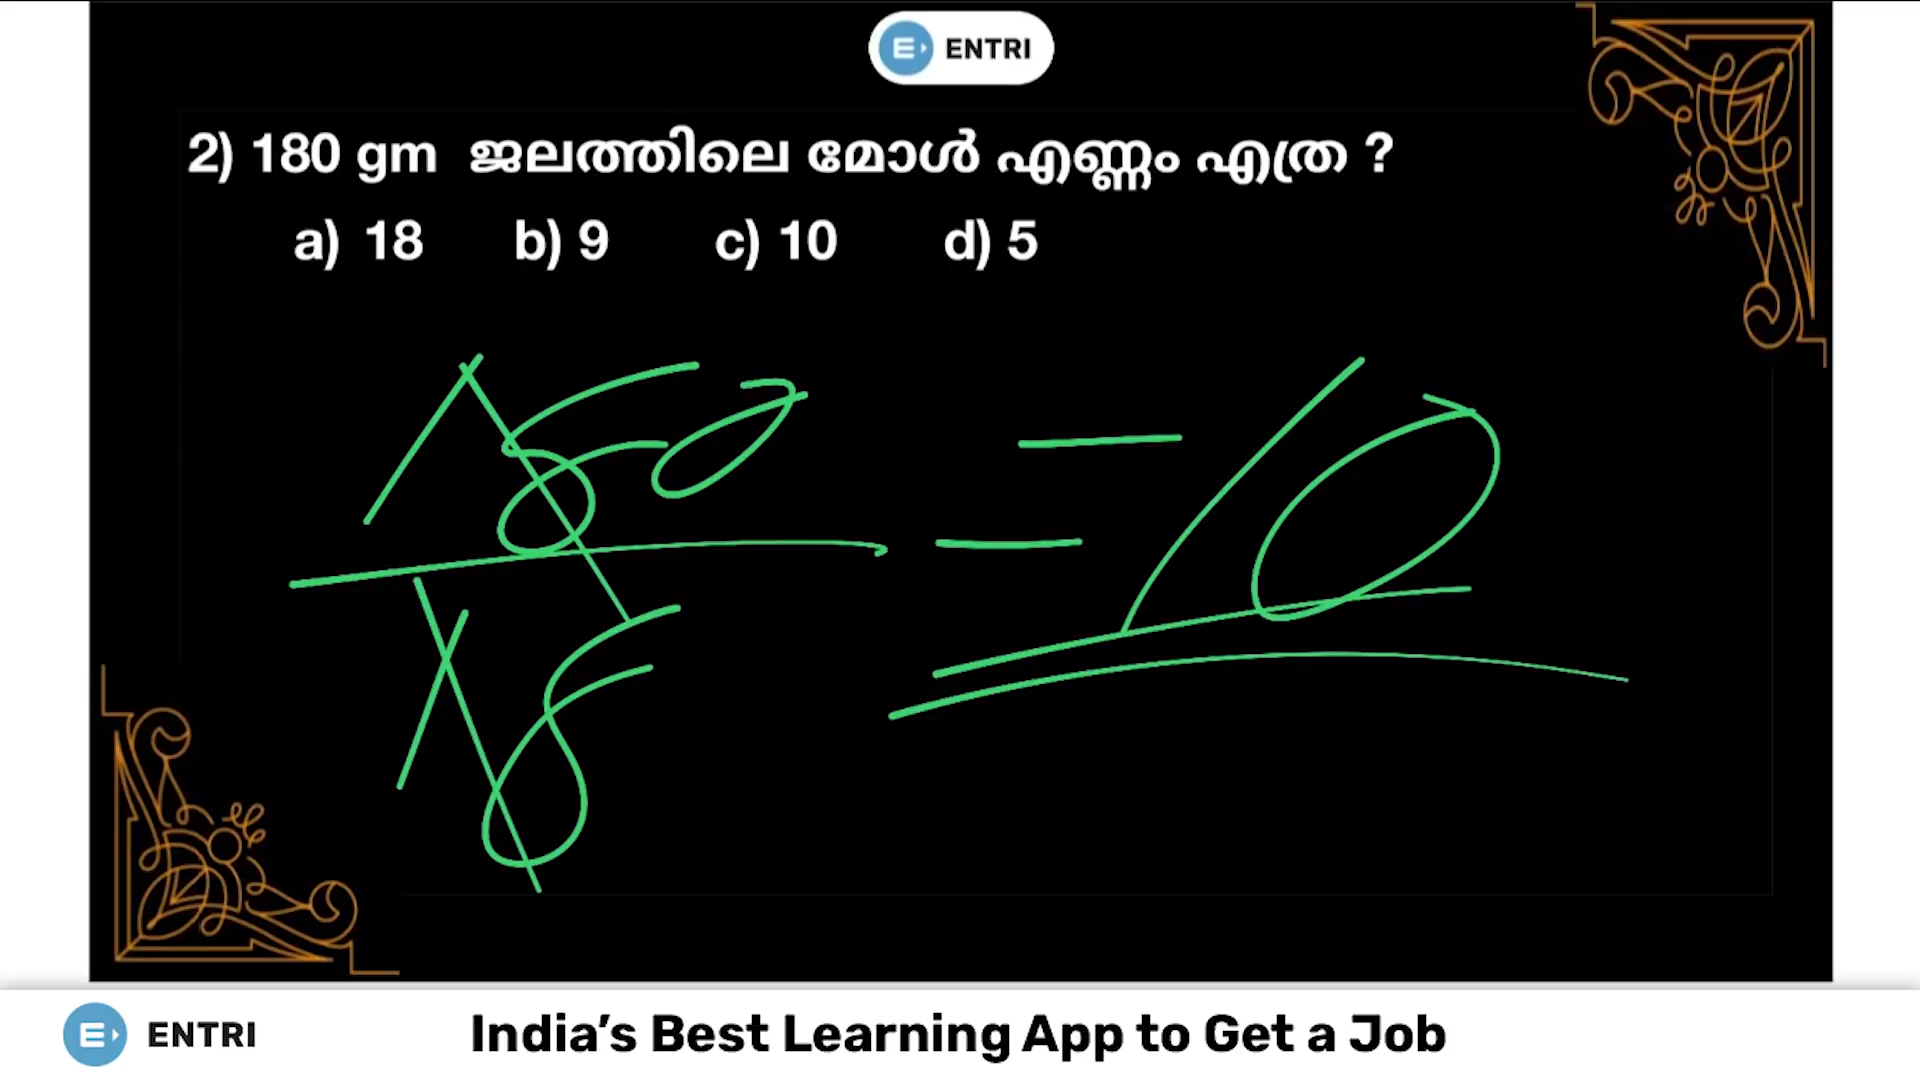 ENTRI
2) 180 gm ജലത്തിലെ മോൾ എണ്ണം എത്ര ?
a) 18 b) 9 c) 10 d) 5
180 = 10
18
ENTRI India's Best Learning App to Get a Job